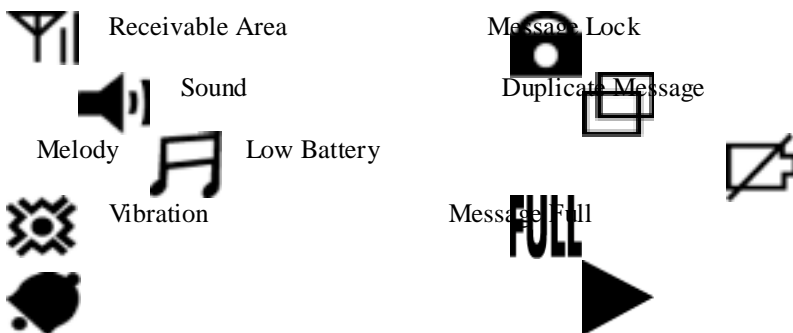 Receivable Area Message Lock
Sound Duplicate Message
Melody Low Battery
Vibration Message Full
FULL